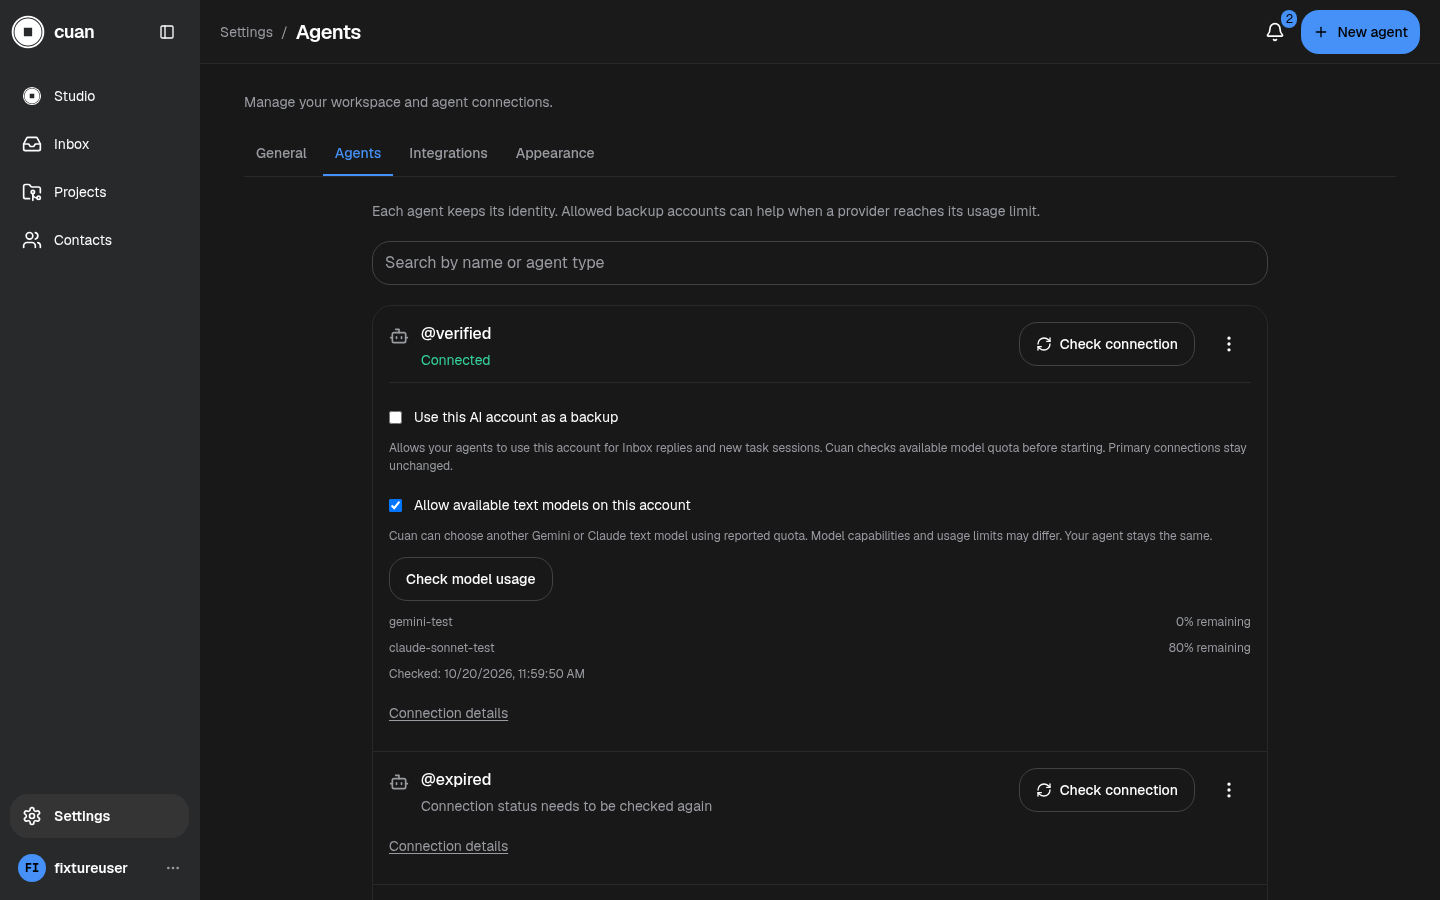 cuan
Settings / Agents
2
New agent
Studio
Inbox
Projects
Contacts
Manage your workspace and agent connections.
General
Agents
Integrations
Appearance
Each agent keeps its identity. Allowed backup accounts can help when a provider reaches its usage limit.
Search by name or agent type
@verified
Connected
Check connection
Use this AI account as a backup
Allows your agents to use this account for Inbox replies and new task sessions. Cuan checks available model quota before starting. Primary connections stay
unchanged.
Allow available text models on this account
Cuan can choose another Gemini or Claude text model using reported quota. Model capabilities and usage limits may differ. Your agent stays the same.
Check model usage
gemini-test 0% remaining
claude-sonnet-test 80% remaining
Checked: 10/20/2026, 11:59:50 AM
Connection details
@expired
Connection status needs to be checked again
Check connection
Connection details
Settings
FI fixtureuser